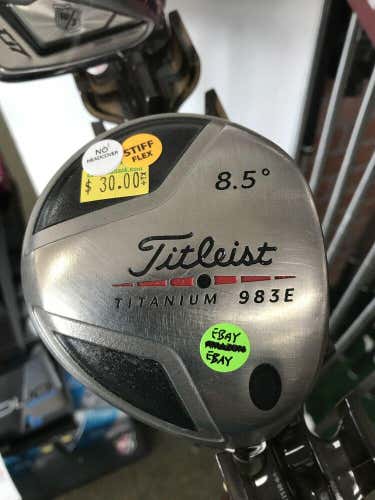 NO
HEADCOVER
STIFF
FLEX
$ 30.00
8.5°
Titleist
TITANIUM 983E
EBAY
EBAY